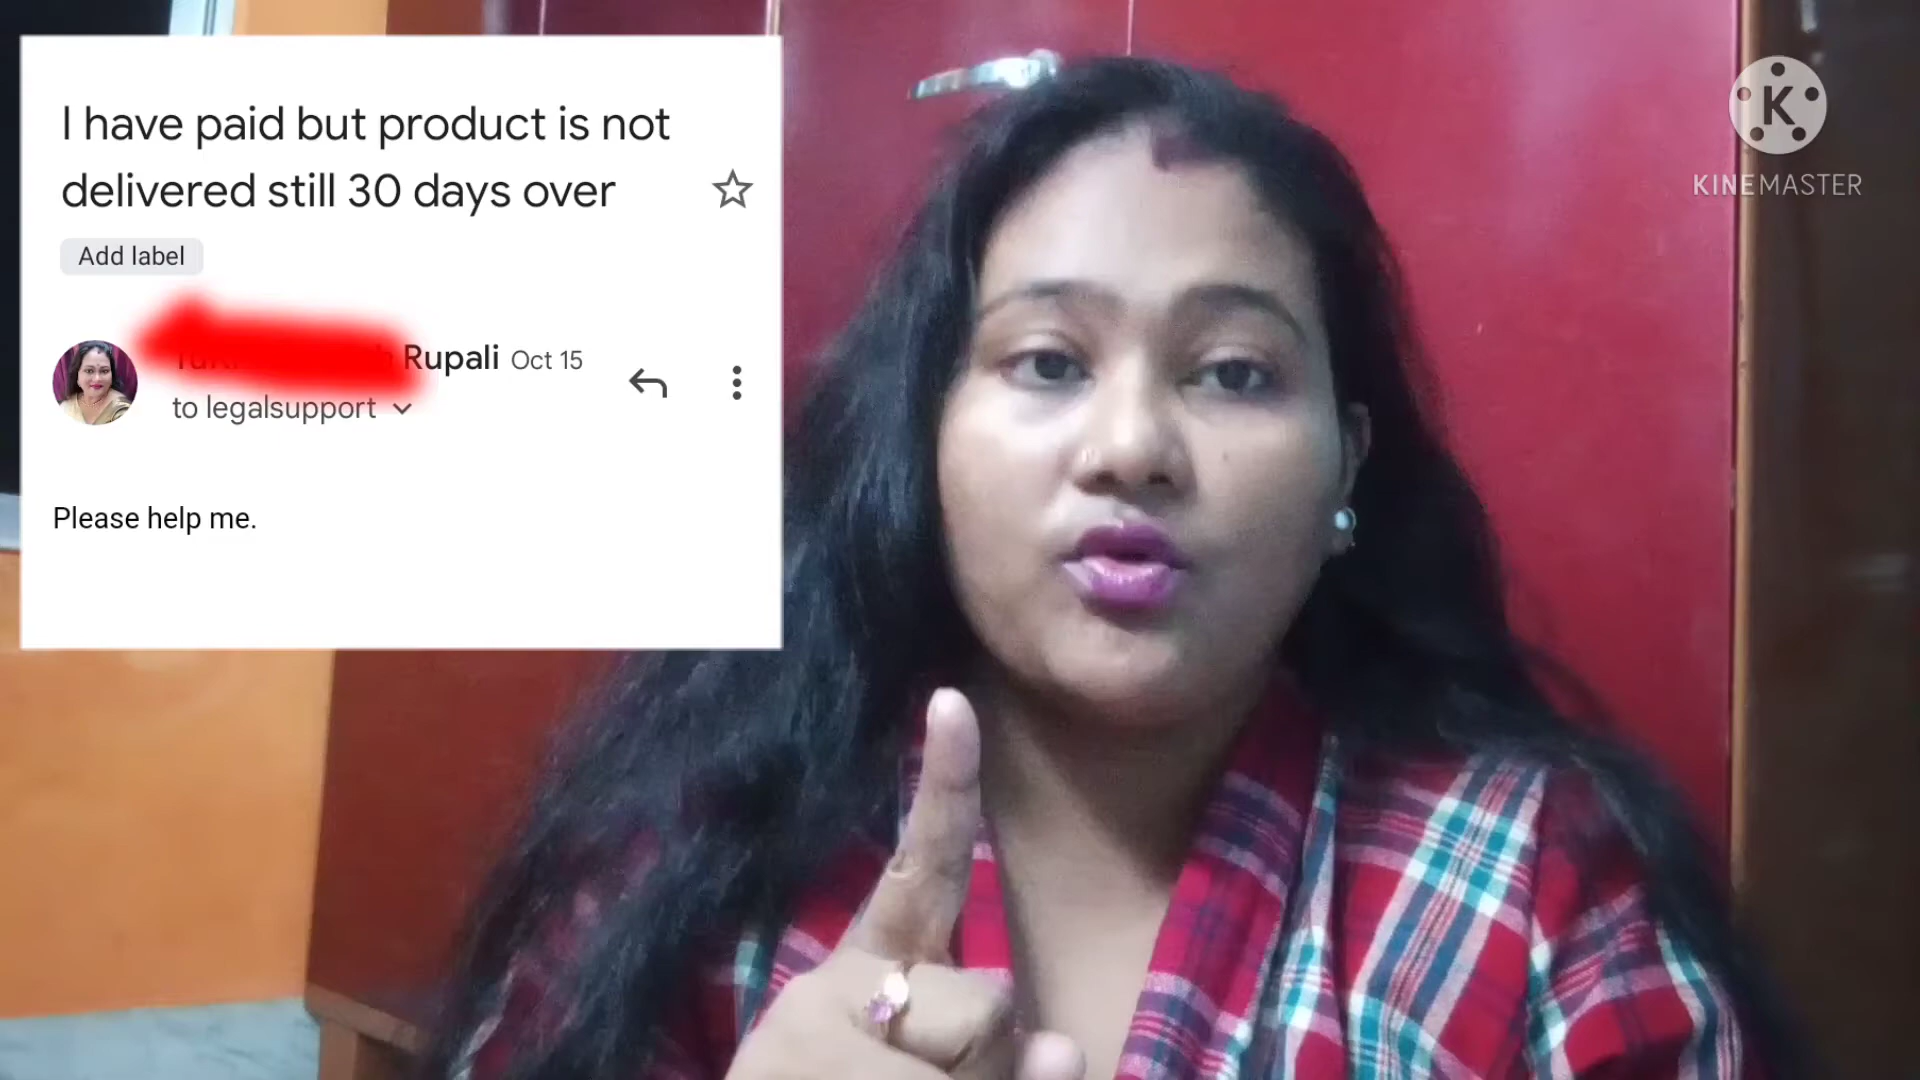 I have paid but product is not
delivered still 30 days over
Add label
Rupali Oct 15
to legalsupport
Please help me.
K
KINEMASTER